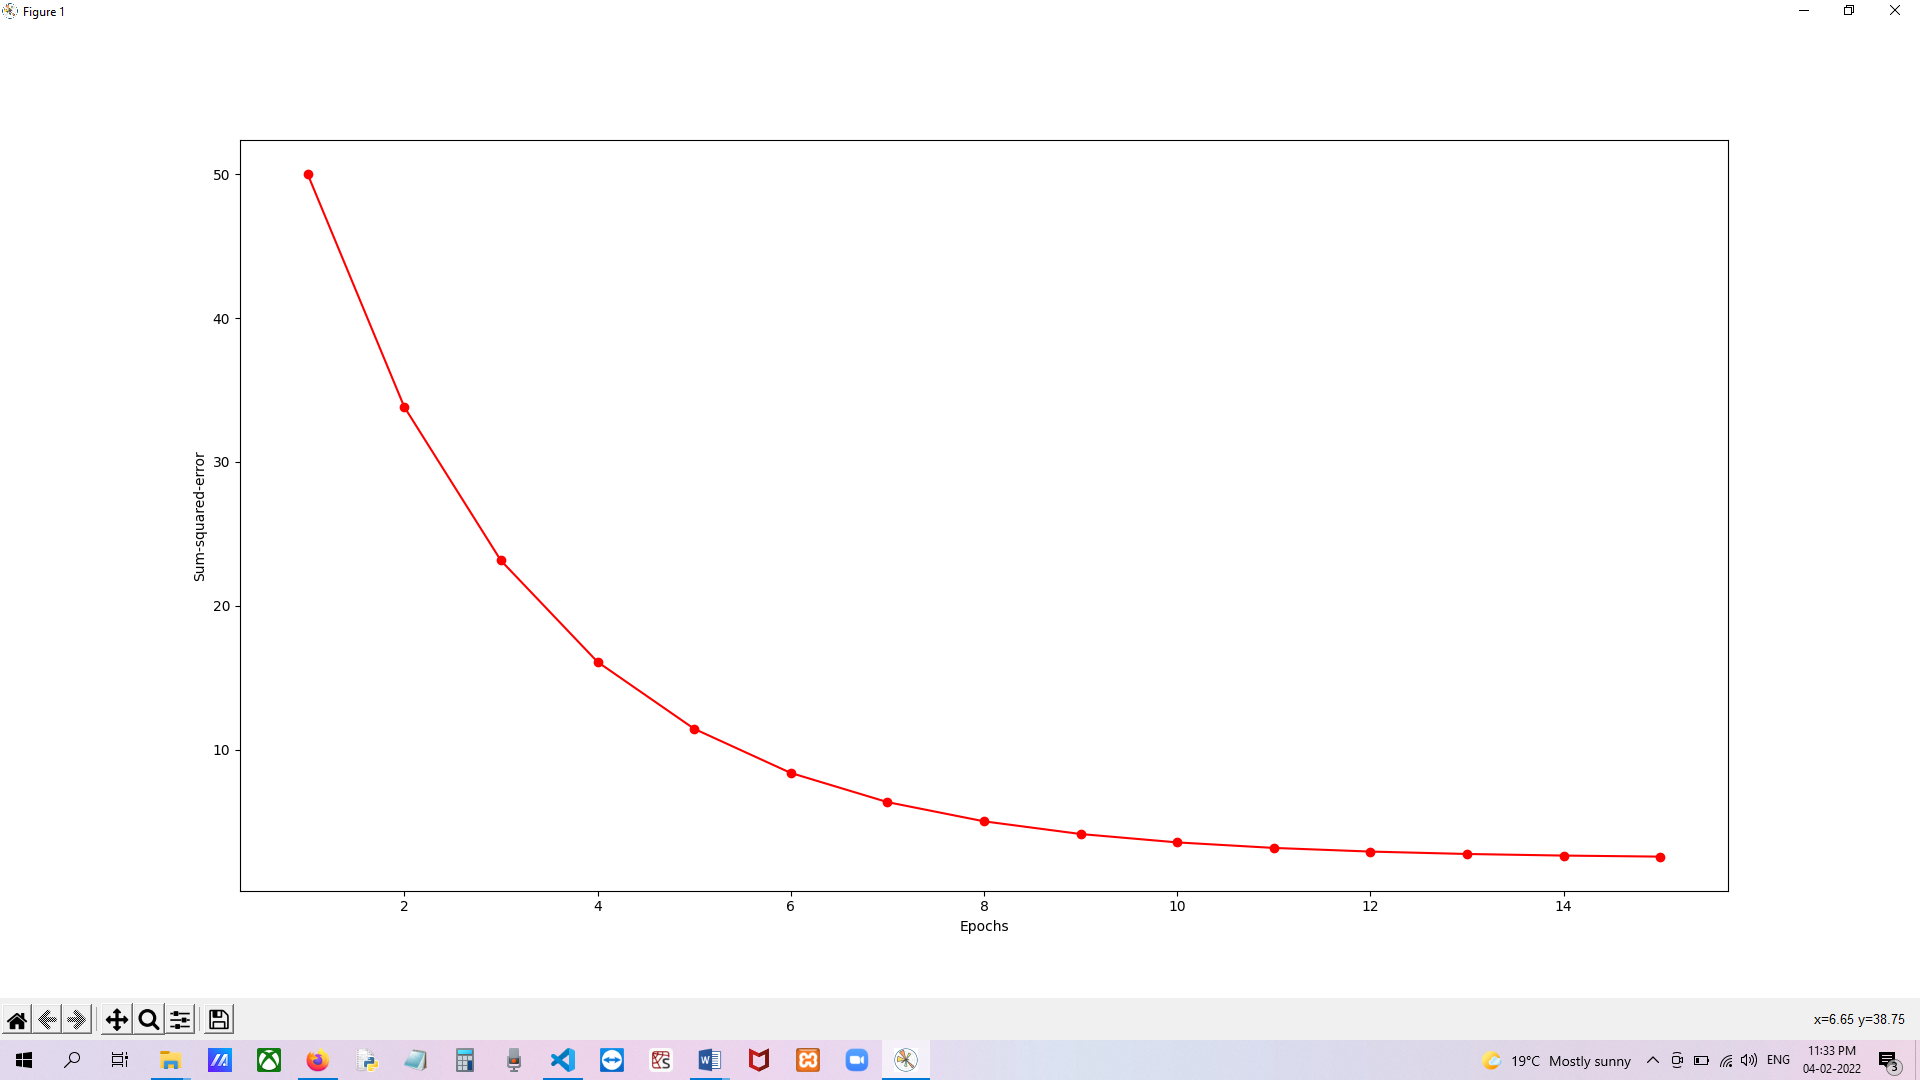 Figure 1
50
40
30
20
10
Sum-squared-error
2 4 6 8 10 12 14
Epochs
x=6.65 y=38.75
19°C Mostly sunny
ENG
11:33 PM
04-02-2022
3